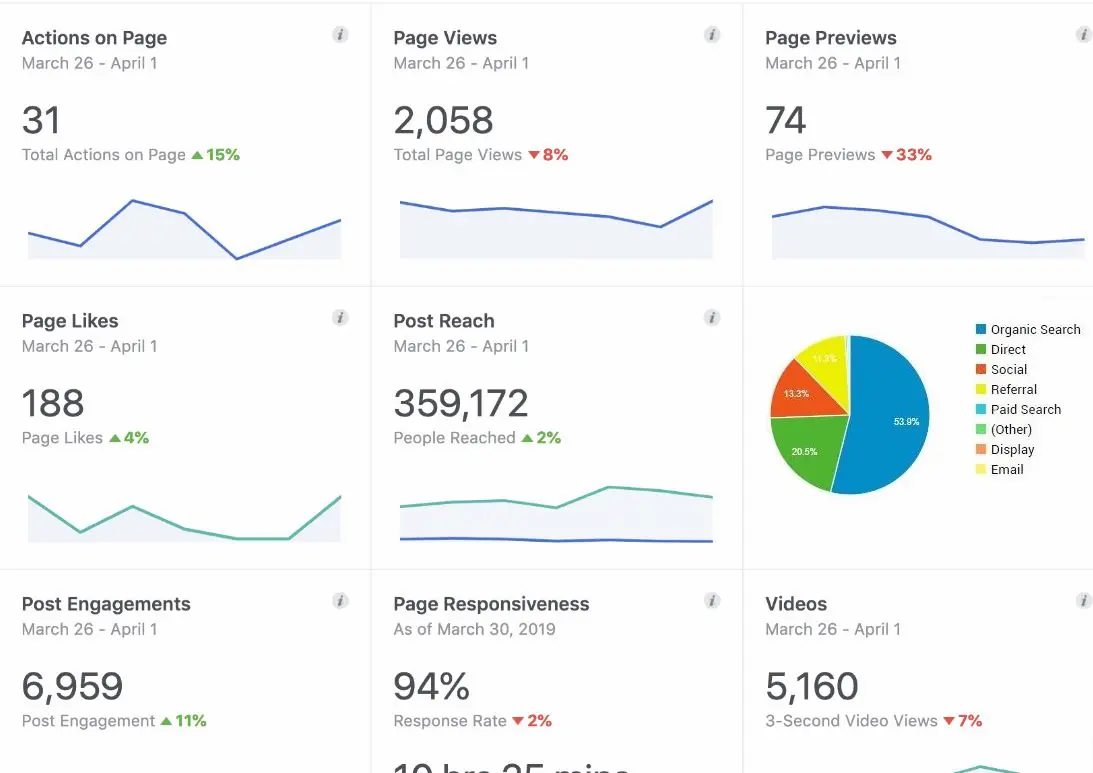 Actions on Page
March 26 - April 1
31
Total Actions on Page ▲15%
Page Views
March 26 - April 1
2,058
Total Page Views ▼8%
Page Previews
March 26 - April 1
74
Page Previews ▼33%
Page Likes
March 26 - April 1
188
Page Likes ▲4%
Post Reach
March 26 - April 1
359,172
People Reached ▲2%
11.3%
13.3%
53.9%
20.5%
Organic Search
Direct
Social
Referral
Paid Search
(Other)
Display
Email
Post Engagements
March 26 - April 1
6,959
Post Engagement ▲11%
Page Responsiveness
As of March 30, 2019
94%
Response Rate ▼2%
Videos
March 26 - April 1
5,160
3-Second Video Views ▼7%